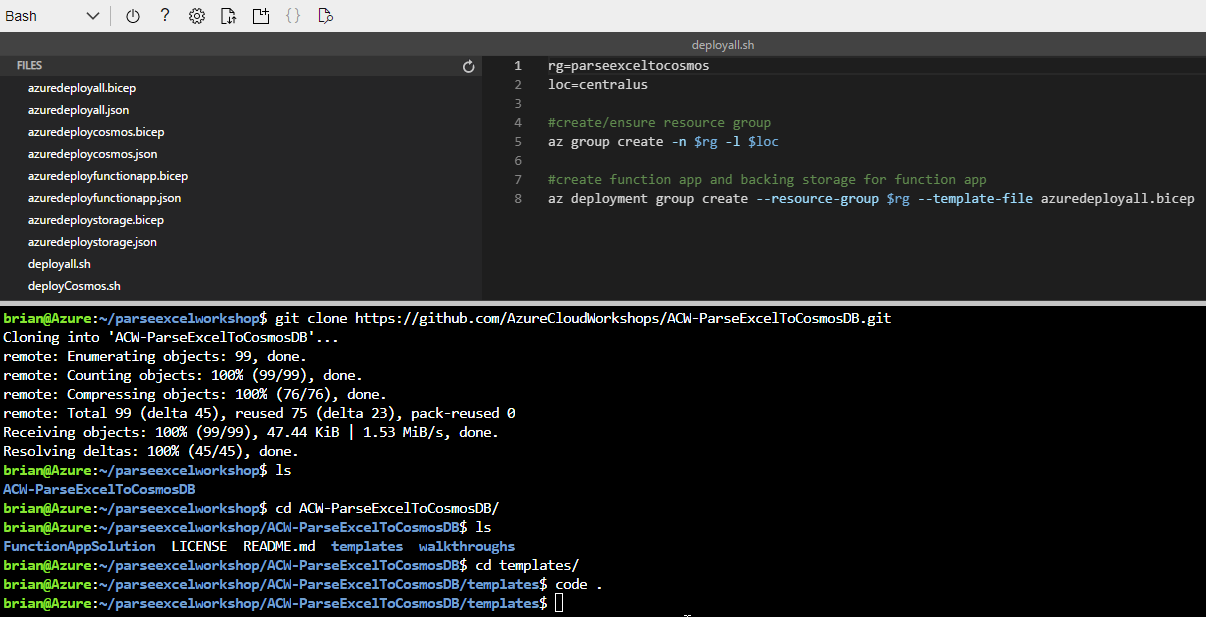 Bash
?
{}
deployall.sh
FILES
azuredeployall.bicep
azuredeployall.json
azuredeploycosmos.bicep
azuredeploycosmos.json
azuredeployfunctionapp.bicep
azuredeployfunctionapp.json
azuredeploystorage.bicep
azuredeploystorage.json
deployall.sh
deployCosmos.sh
1 rg=parseexceltocosmos
2 loc=centralus
3
4 #create/ensure resource group
5 az group create -n $rg -l $loc
6
7 #create function app and backing storage for function app
8 az deployment group create --resource-group $rg --template-file azuredeployall.bicep
brian@Azure:~/parseexcelworkshop$ git clone https://github.com/AzureCloudWorkshops/ACW-ParseExcelToCosmosDB.git
Cloning into 'ACW-ParseExcelToCosmosDB'...
remote: Enumerating objects: 99, done.
remote: Counting objects: 100% (99/99), done.
remote: Compressing objects: 100% (76/76), done.
remote: Total 99 (delta 45), reused 75 (delta 23), pack-reused 0
Receiving objects: 100% (99/99), 47.44 KiB | 1.53 MiB/s, done.
Resolving deltas: 100% (45/45), done.
brian@Azure:~/parseexcelworkshop$ ls
ACW-ParseExcelToCosmosDB
brian@Azure:~/parseexcelworkshop$ cd ACW-ParseExcelToCosmosDB/
brian@Azure:~/parseexcelworkshop/ACW-ParseExcelToCosmosDB$ ls
FunctionAppSolution LICENSE README.md templates walkthroughs
brian@Azure:~/parseexcelworkshop/ACW-ParseExcelToCosmosDB$ cd templates/
brian@Azure:~/parseexcelworkshop/ACW-ParseExcelToCosmosDB/templates$ code .
brian@Azure:~/parseexcelworkshop/ACW-ParseExcelToCosmosDB/templates$